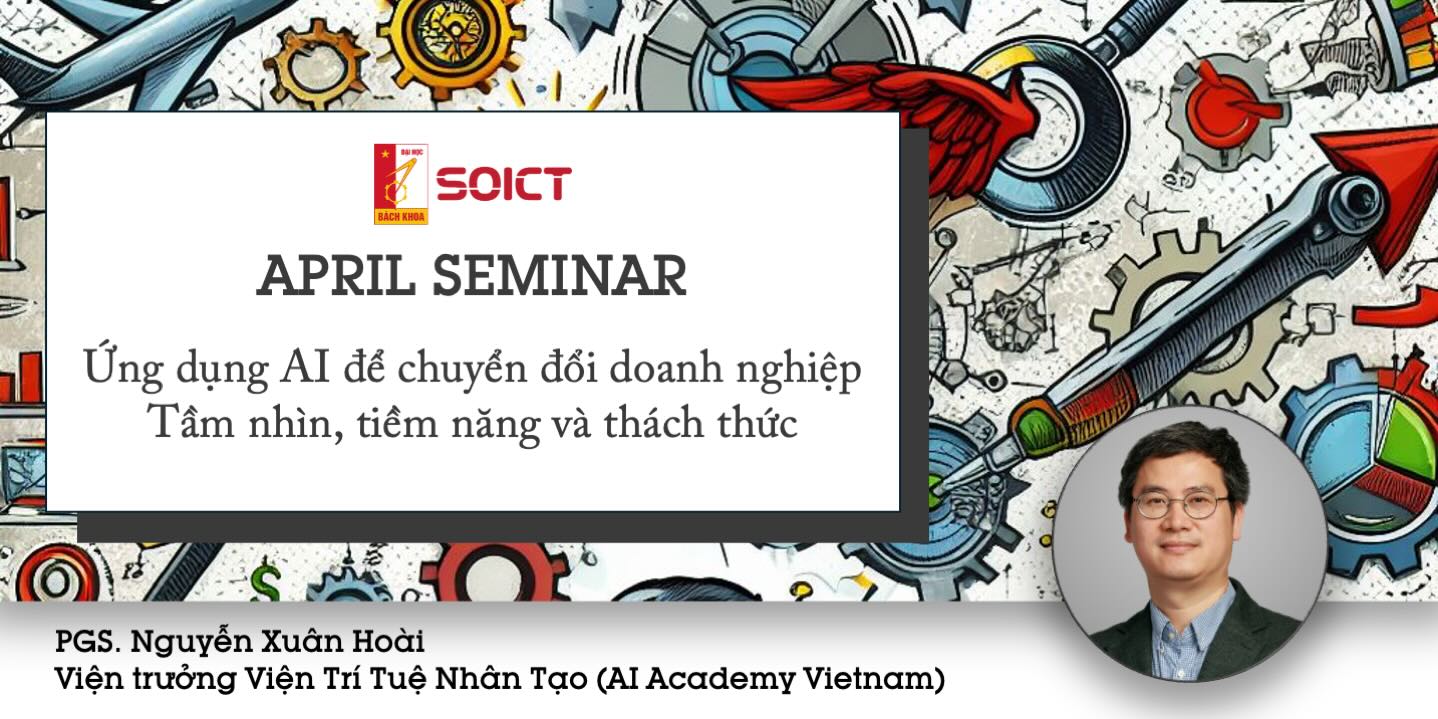 ĐẠI HỌC
BÁCH KHOA
SOICT
APRIL SEMINAR
Ứng dụng AI để chuyển đổi doanh nghiệp
Tầm nhìn, tiềm năng và thách thức
$
PGS. Nguyễn Xuân Hoài
Viện trưởng Viện Trí Tuệ Nhân Tạo (AI Academy Vietnam)